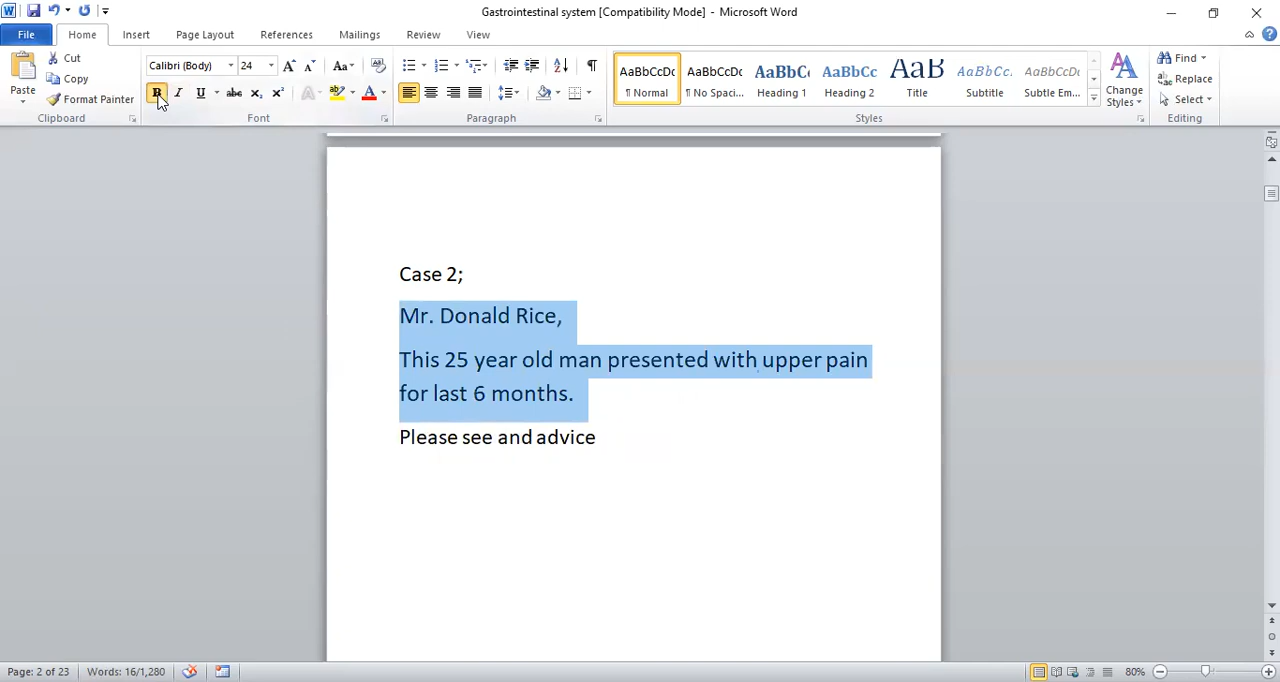 Gastrointestinal system [Compatibility Mode] - Microsoft Word
File Home Insert Page Layout References Mailings Review View
Paste
Cut
Copy
Format Painter
Clipboard
Calibri (Body) 24
Font
Paragraph
AaBbCcDc AaBbCcDc AaBbCc AaBbCc AaB AaBbCc. AaBbCcDc
¶ Normal ¶ No Spaci... Heading 1 Heading 2 Title Subtitle Subtle Em...
Styles
Change Styles
Find
Replace
Select
Editing
Case 2;
Mr. Donald Rice,
This 25 year old man presented with upper pain
for last 6 months.
Please see and advice
Page: 2 of 23 Words: 16/1,280 80%